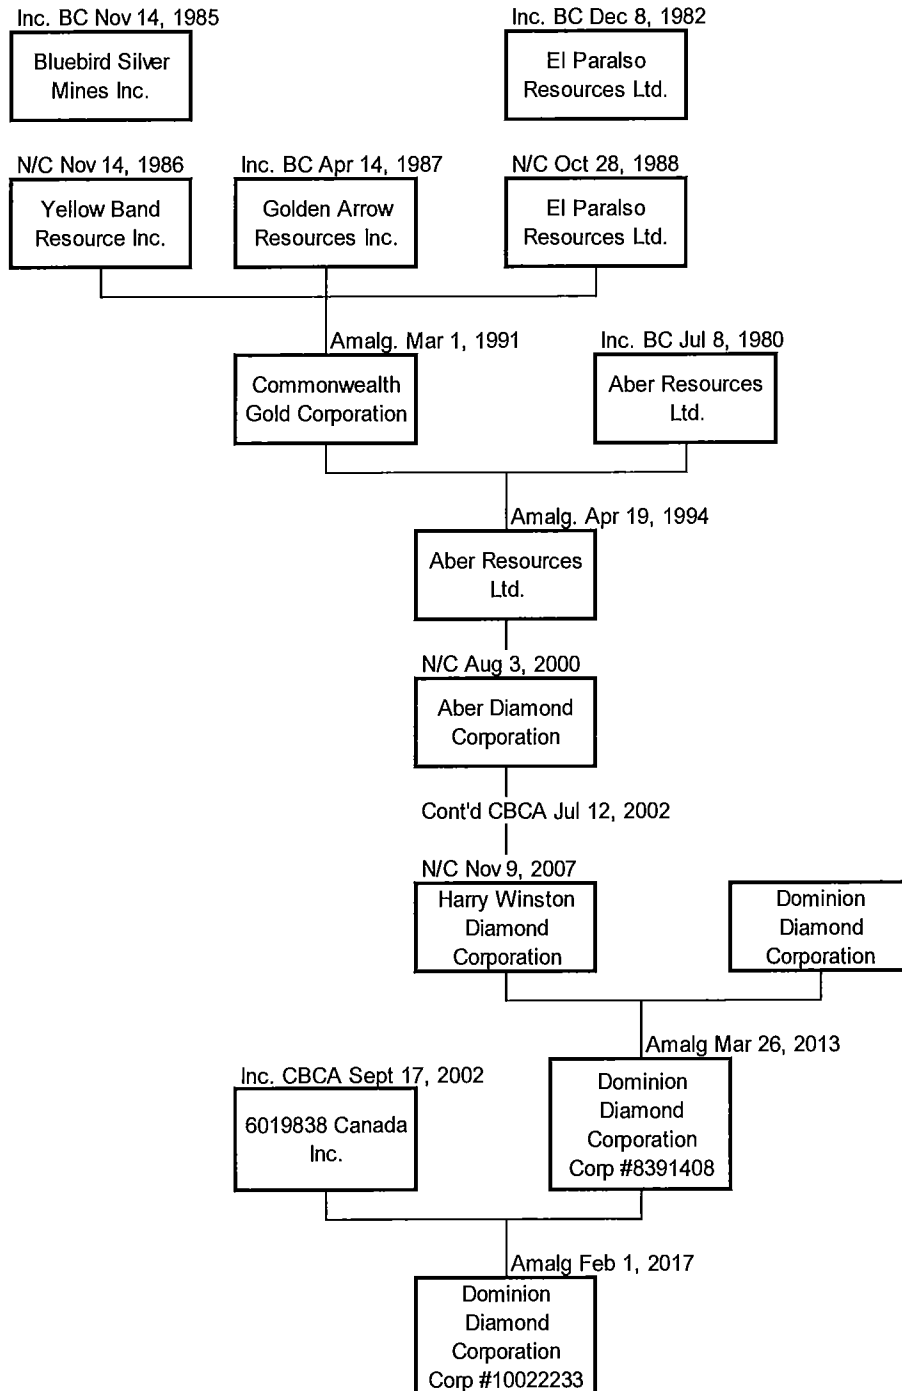 Inc. BC Nov 14, 1985
Bluebird Silver
Mines Inc.
Inc. BC Dec 8, 1982
El Paralso
Resources Ltd.
N/C Nov 14, 1986
Yellow Band
Resource Inc.
Inc. BC Apr 14, 1987
Golden Arrow
Resources Inc.
N/C Oct 28, 1988
El Paralso
Resources Ltd.
Amalg. Mar 1, 1991
Commonwealth
Gold Corporation
Inc. BC Jul 8, 1980
Aber Resources
Ltd.
Amalg. Apr 19, 1994
Aber Resources
Ltd.
N/C Aug 3, 2000
Aber Diamond
Corporation
Cont'd CBCA Jul 12, 2002
N/C Nov 9, 2007
Harry Winston
Diamond
Corporation
Dominion
Diamond
Corporation
Amalg Mar 26, 2013
Dominion
Diamond
Corporation
Corp #8391408
Inc. CBCA Sept 17, 2002
6019838 Canada
Inc.
Amalg Feb 1, 2017
Dominion
Diamond
Corporation
Corp #10022233